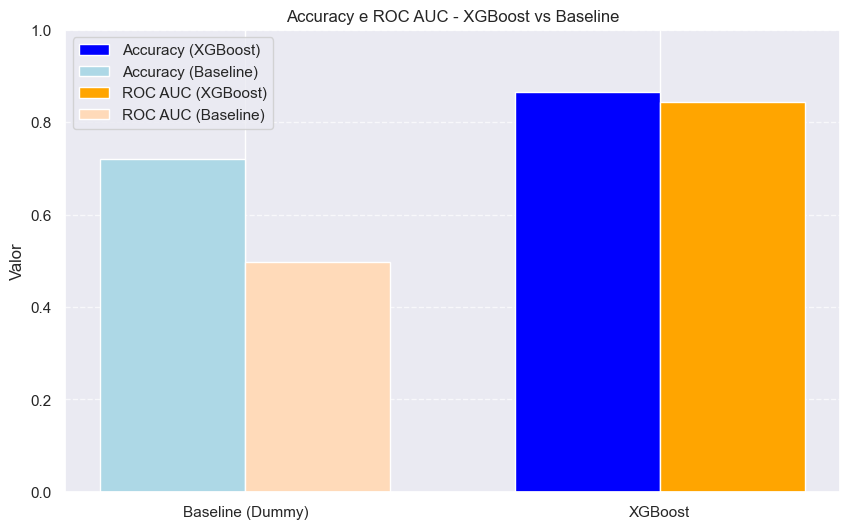 Accuracy e ROC AUC - XGBoost vs Baseline
Accuracy (XGBoost)
Accuracy (Baseline)
ROC AUC (XGBoost)
ROC AUC (Baseline)
Valor
1.0
0.8
0.6
0.4
0.2
0.0
Baseline (Dummy)
XGBoost